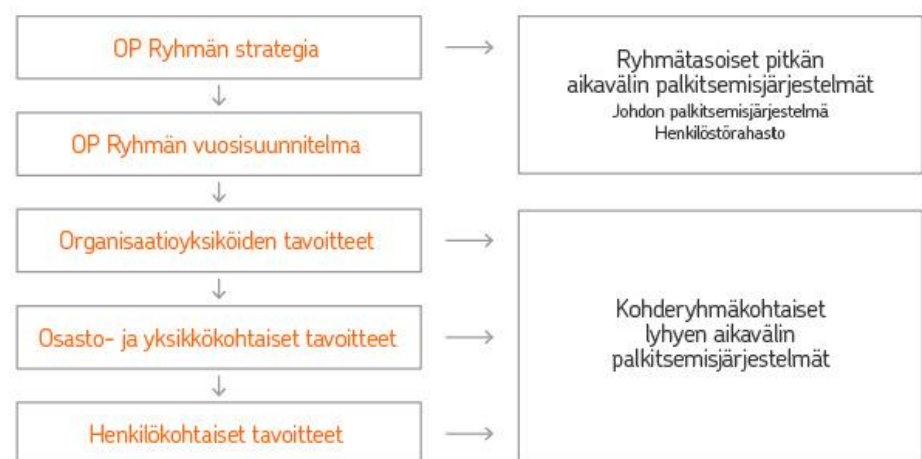 OP Ryhmän strategia
Ryhmätasoiset pitkän
aikavälin palkitsemisjärjestelmät
Johdon palkitsemisjärjestelmä
Henkilöstörahasto
OP Ryhmän vuosisuunnitelma
Organisaatioyksiköiden tavoitteet
Osasto- ja yksikkökohtaiset tavoitteet
Henkilökohtaiset tavoitteet
Kohderyhmäkohtaiset
lyhyen aikavälin
palkitsemisjärjestelmät